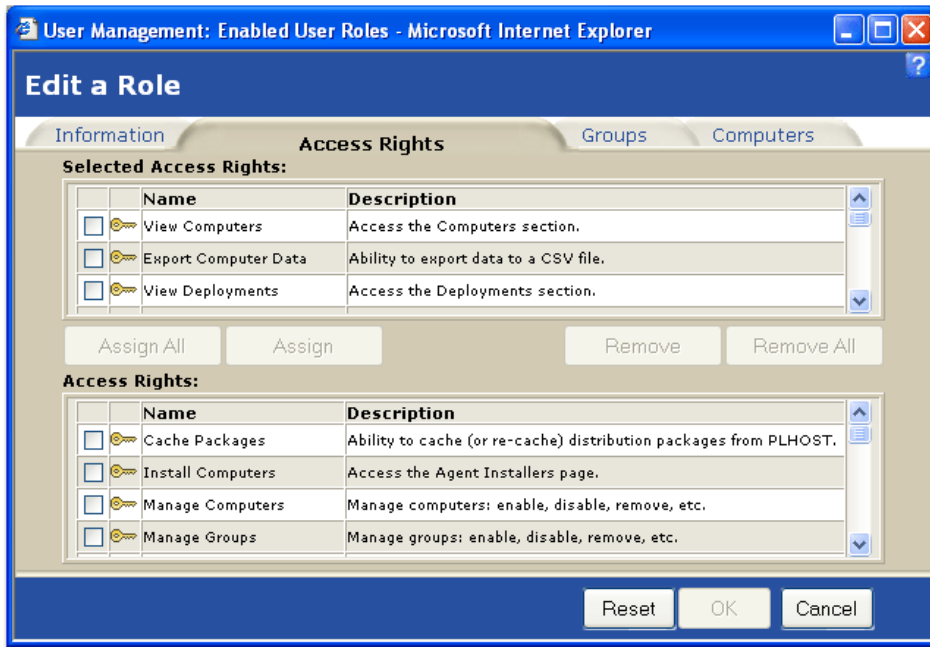 User Management: Enabled User Roles - Microsoft Internet Explorer
?
Edit a Role
Information Access Rights Groups Computers
Selected Access Rights:
Name Description
View Computers Access the Computers section.
Export Computer Data Ability to export data to a CSV file.
View Deployments Access the Deployments section.
Assign All Assign Remove Remove All
Access Rights:
Name Description
Cache Packages Ability to cache (or re-cache) distribution packages from PLHOST.
Install Computers Access the Agent Installers page.
Manage Computers Manage computers: enable, disable, remove, etc.
Manage Groups Manage groups: enable, disable, remove, etc.
Reset OK Cancel